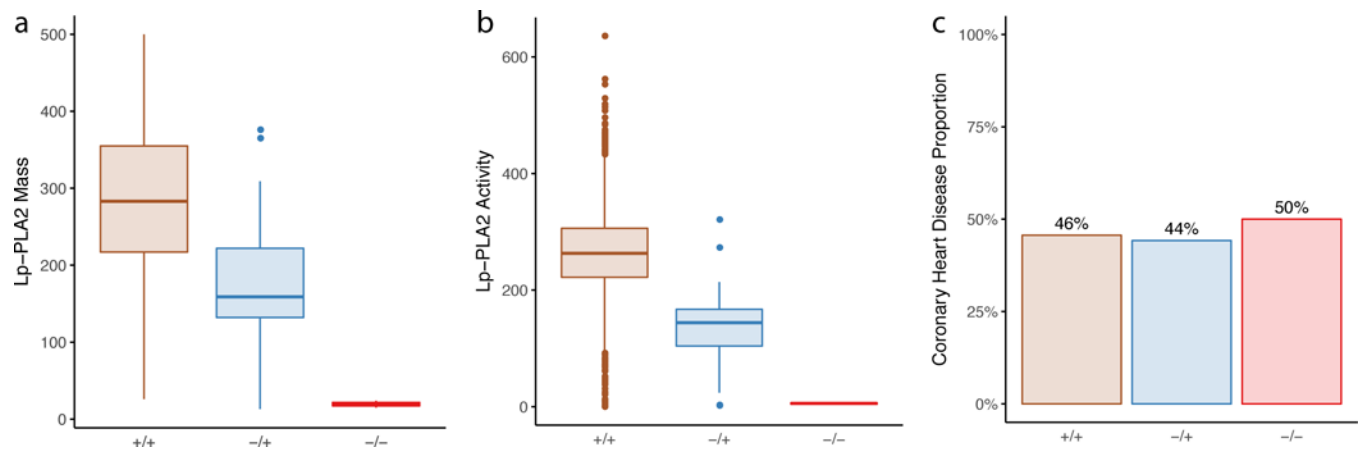 a
Lp−PLA2 Mass
500
400
300
200
100
0
+/+ −/+ −/−
b
Lp−PLA2 Activity
600
400
200
0
+/+ −/+ −/−
c
Coronary Heart Disease Proportion
100%
75%
50%
25%
0%
46% 44% 50%
+/+ −/+ −/−